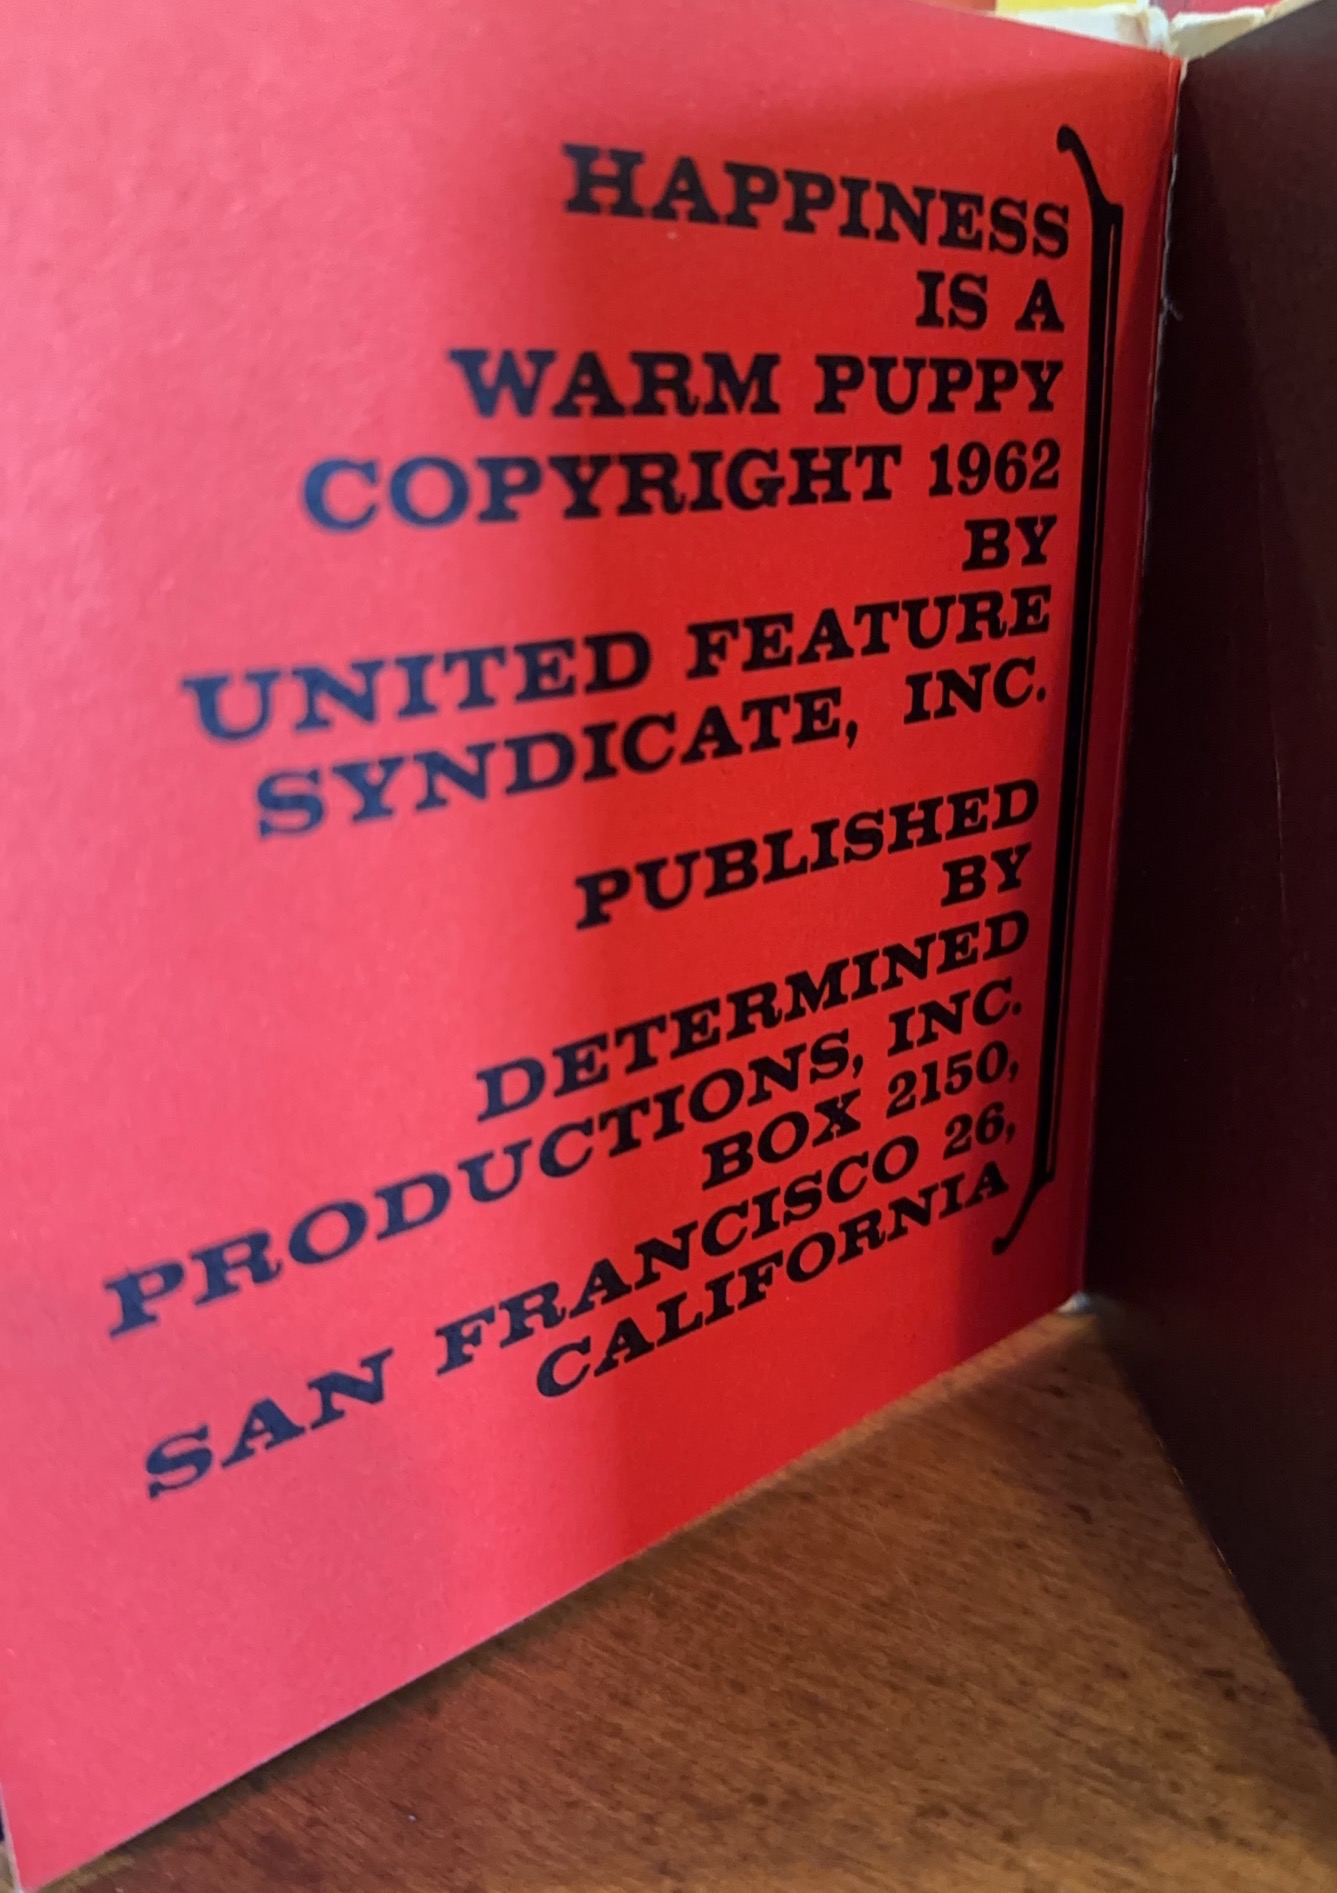 HAPPINESS
IS A
WARM PUPPY
COPYRIGHT 1962
BY
UNITED FEATURE
SYNDICATE, INC.
PUBLISHED
BY
DETERMINED
PRODUCTIONS, INC.
BOX 2150,
SAN FRANCISCO 26,
CALIFORNIA